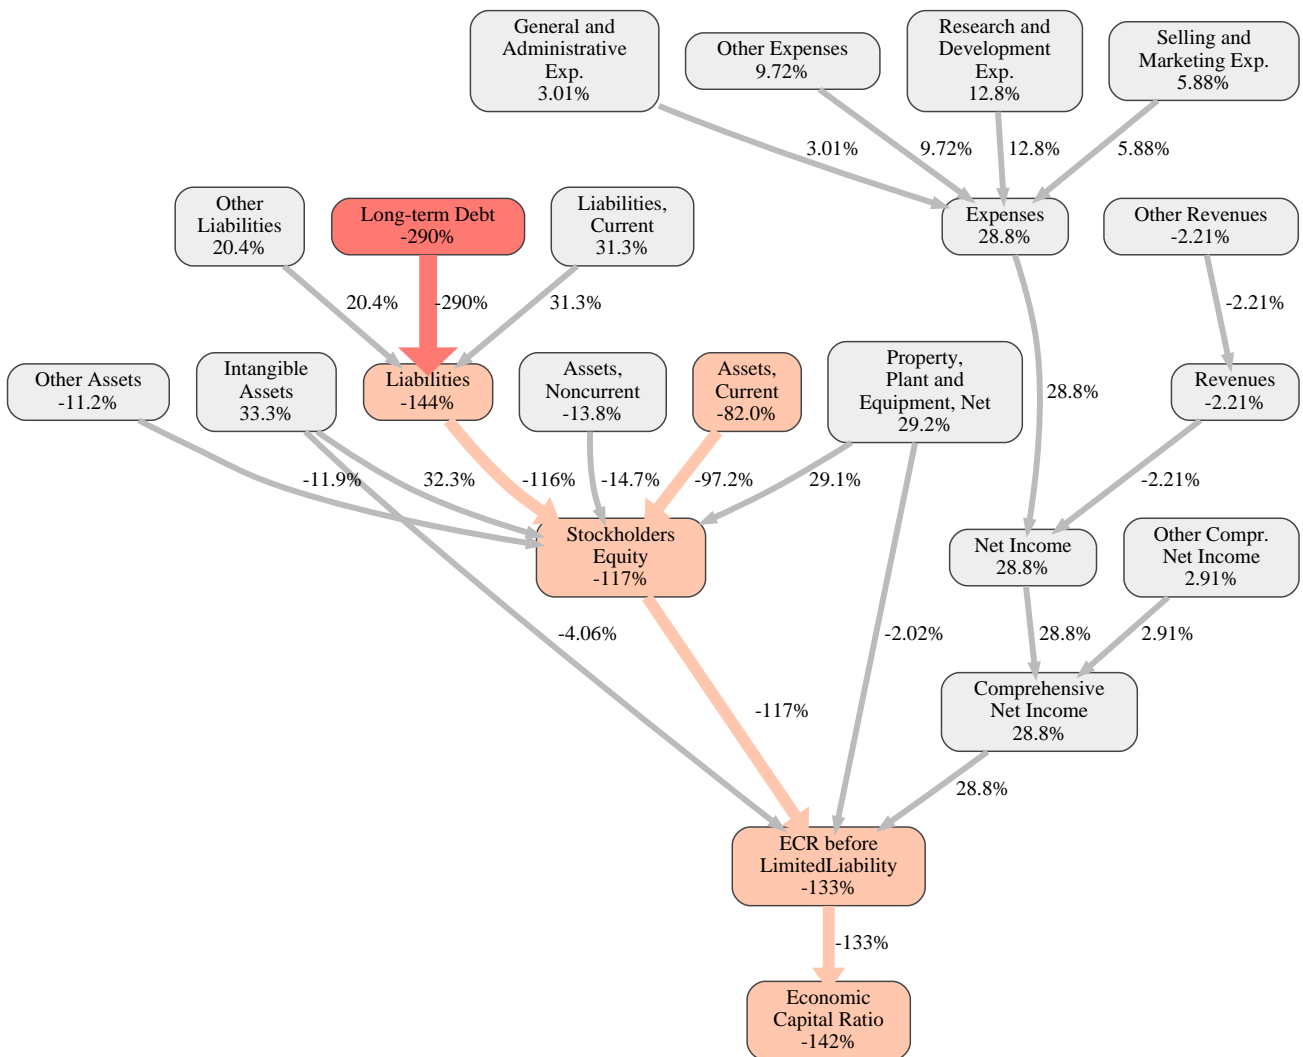 General and
Administrative
Exp.
3.01%
Other Expenses
9.72%
Research and
Development
Exp.
12.8%
Selling and
Marketing Exp.
5.88%
3.01%
9.72%
12.8%
5.88%
Other
Liabilities
20.4%
Long-term Debt
-290%
Liabilities,
Current
31.3%
Expenses
28.8%
Other Revenues
-2.21%
20.4%
-290%
31.3%
-2.21%
Other Assets
-11.2%
Intangible
Assets
33.3%
Liabilities
-144%
Assets,
Noncurrent
-13.8%
Assets,
Current
-82.0%
Property,
Plant and
Equipment, Net
29.2%
28.8%
Revenues
-2.21%
-11.9%
32.3%
-116%
-14.7%
-97.2%
29.1%
-2.21%
Stockholders
Equity
-117%
Net Income
28.8%
Other Compr.
Net Income
2.91%
-4.06%
-2.02%
28.8%
2.91%
-117%
Comprehensive
Net Income
28.8%
28.8%
ECR before
LimitedLiability
-133%
-133%
Economic
Capital Ratio
-142%